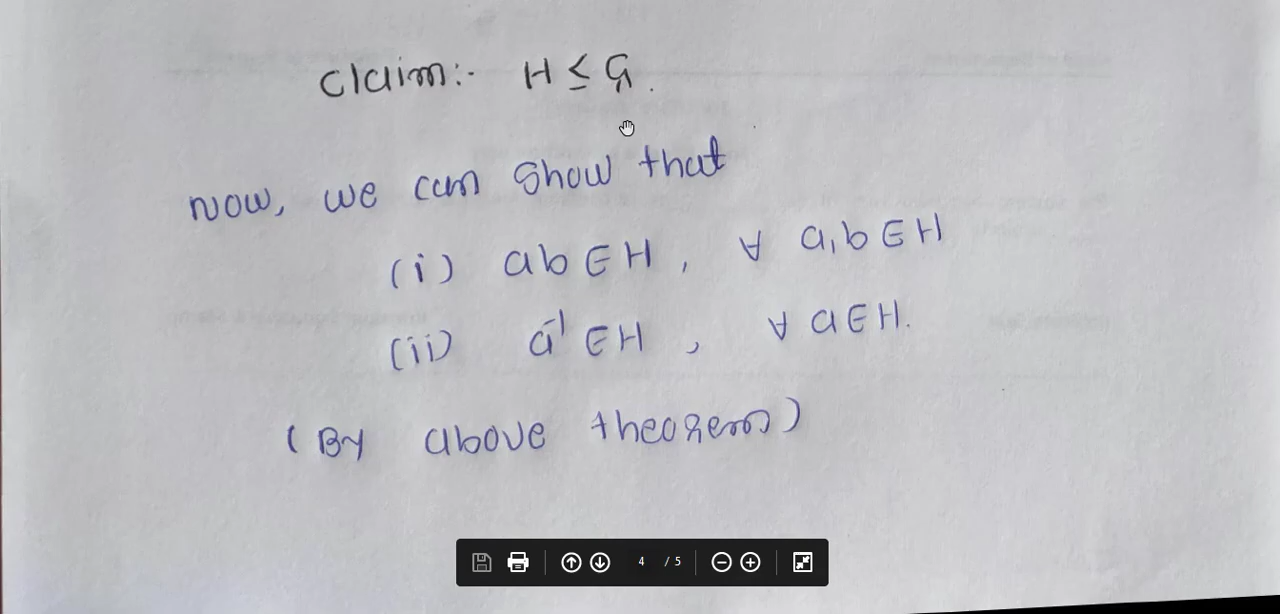 Claim:- H ≤ G.
Now, we can show that
(i) ab ∈ H, ∀ a,b ∈ H
(ii) a⁻¹ ∈ H, ∀ a ∈ H.
(By above theorem)
4 / 5